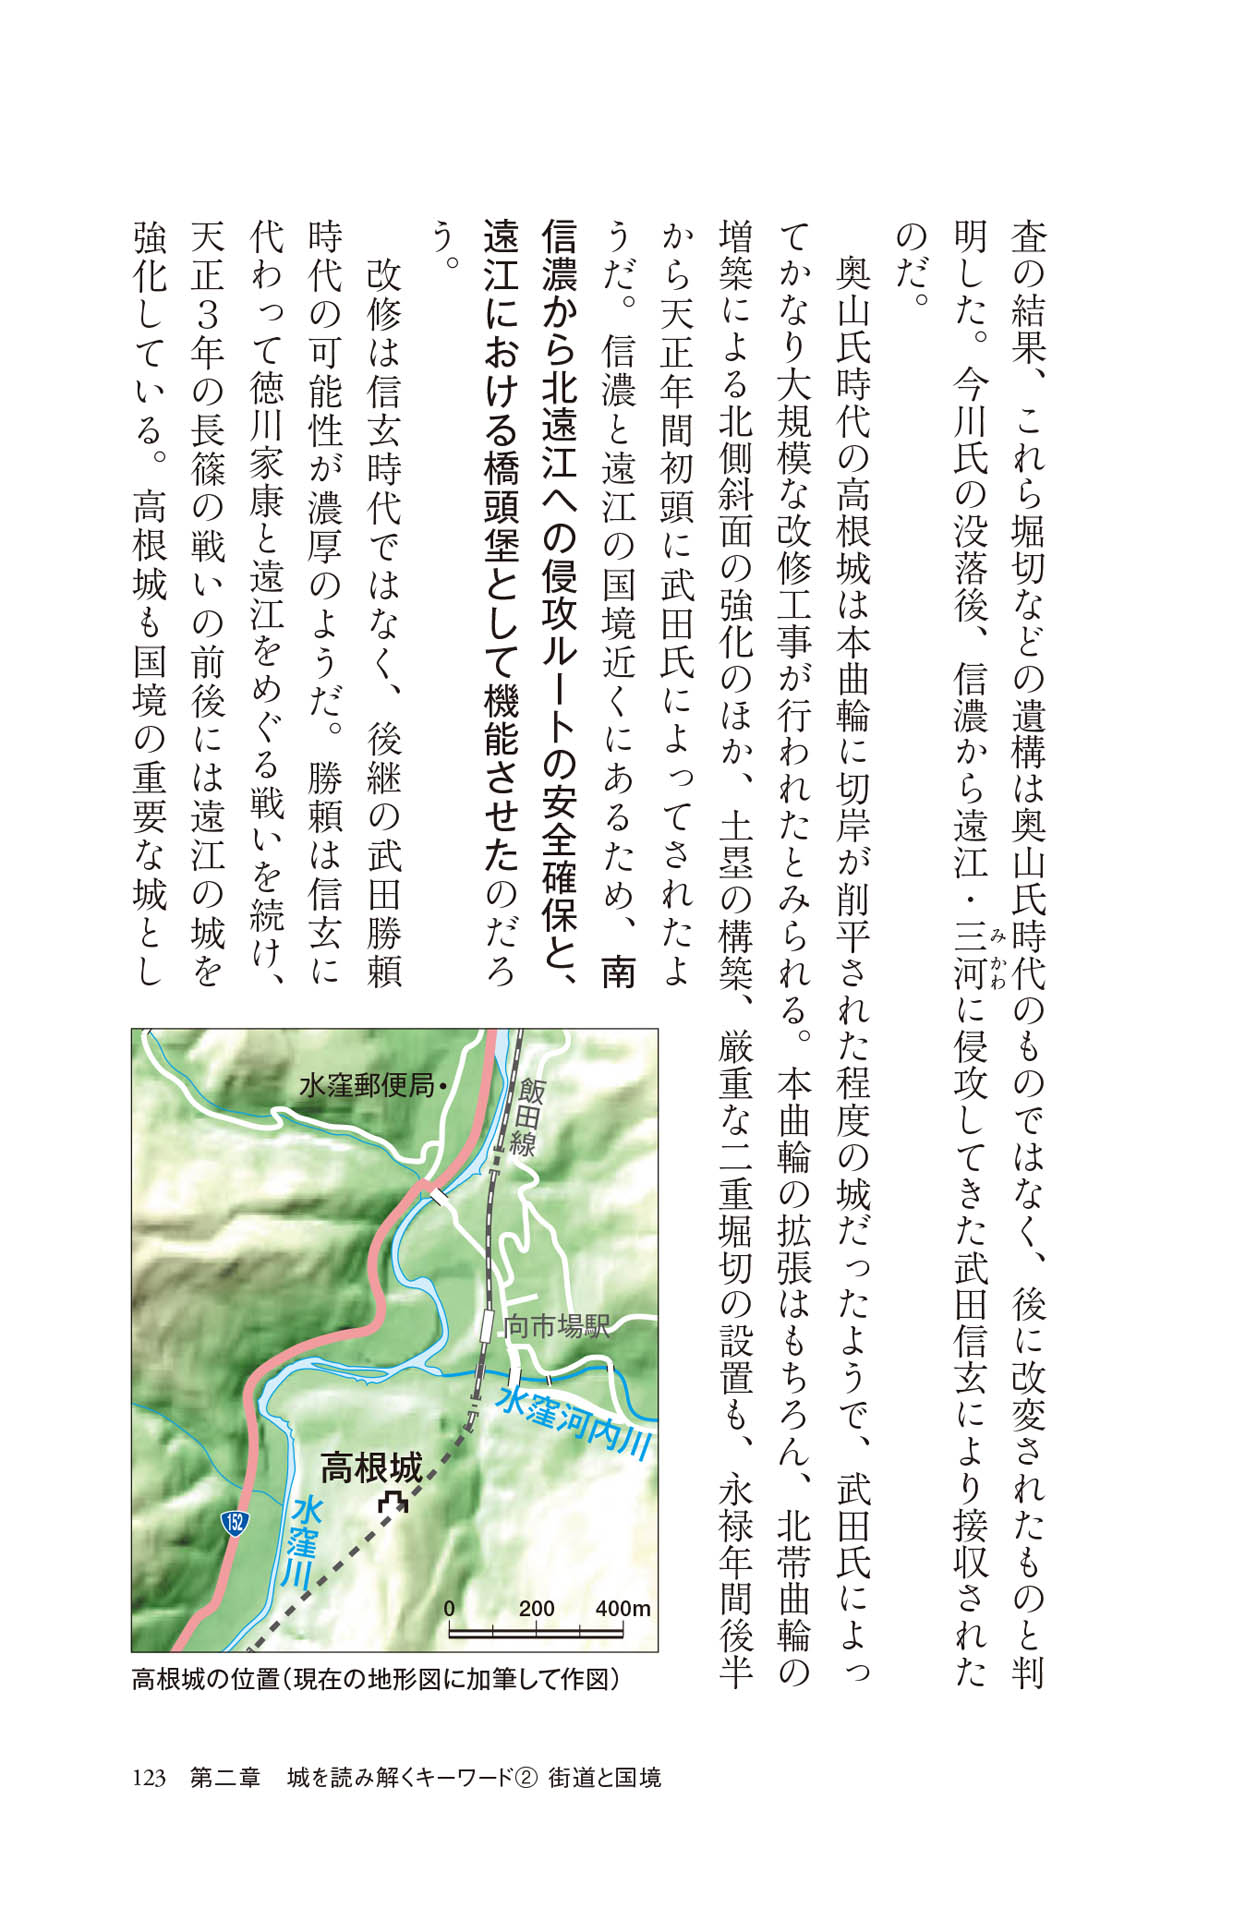 査の結果、これら堀切などの遺構は奥山氏時代のものではなく、後に改変されたものと判
明した。今川氏の没落後、信濃から遠江・三河に侵攻してきた武田信玄により接収された
みかわ
のだ。
奥山氏時代の高根城は本曲輪に切岸が削平された程度の城だったようで、武田氏によっ
てかなり大規模な改修工事が行われたとみられる。本曲輪の拡張はもちろん、北帯曲輪の
増築による北側斜面の強化のほか、土塁の構築、厳重な二重堀切の設置も、永禄年間後半
から天正年間初頭に武田氏によってされたよ
うだ。信濃と遠江の国境近くにあるため、南
信濃から北遠江への侵攻ルートの安全確保と、
遠江における橋頭堡として機能させたのだろ
う。
改修は信玄時代ではなく、後継の武田勝頼
時代の可能性が濃厚のようだ。勝頼は信玄に
代わって徳川家康と遠江をめぐる戦いを続け、
天正3年の長篠の戦いの前後には遠江の城を
強化している。高根城も国境の重要な城とし
水窪郵便局
飯田線
向市場駅
水窪河内川
高根城
水窪川
152
0 200 400m
高根城の位置（現在の地形図に加筆して作図）
123 第二章 城を読み解くキーワード② 街道と国境